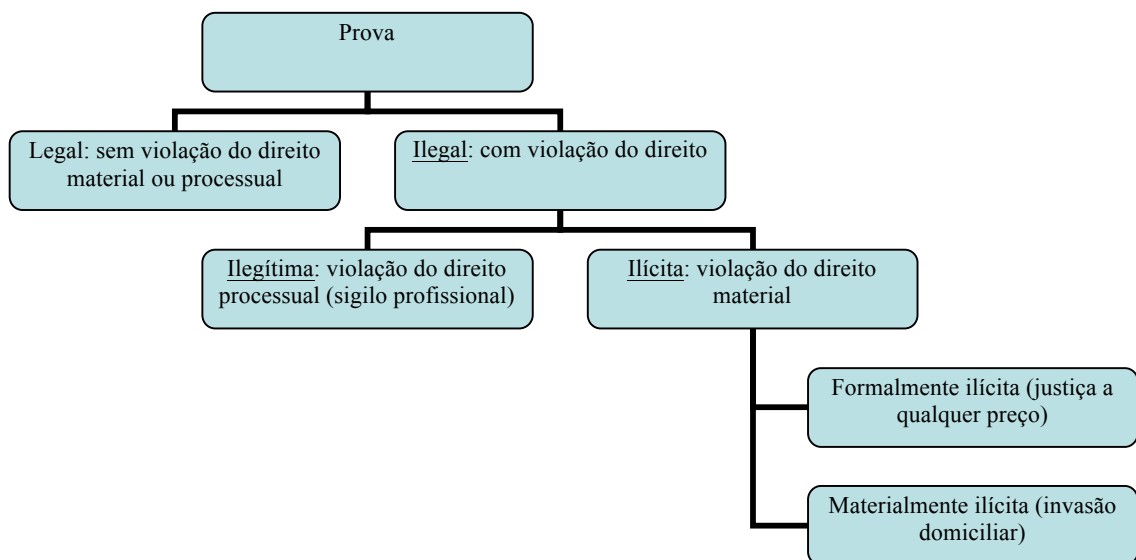 Prova
Legal: sem violação do direito
material ou processual
Ilegal: com violação do direito
Ilegítima: violação do direito
processual (sigilo profissional)
Ilícita: violação do direito
material
Formalmente ilícita (justiça a
qualquer preço)
Materialmente ilícita (invasão
domiciliar)